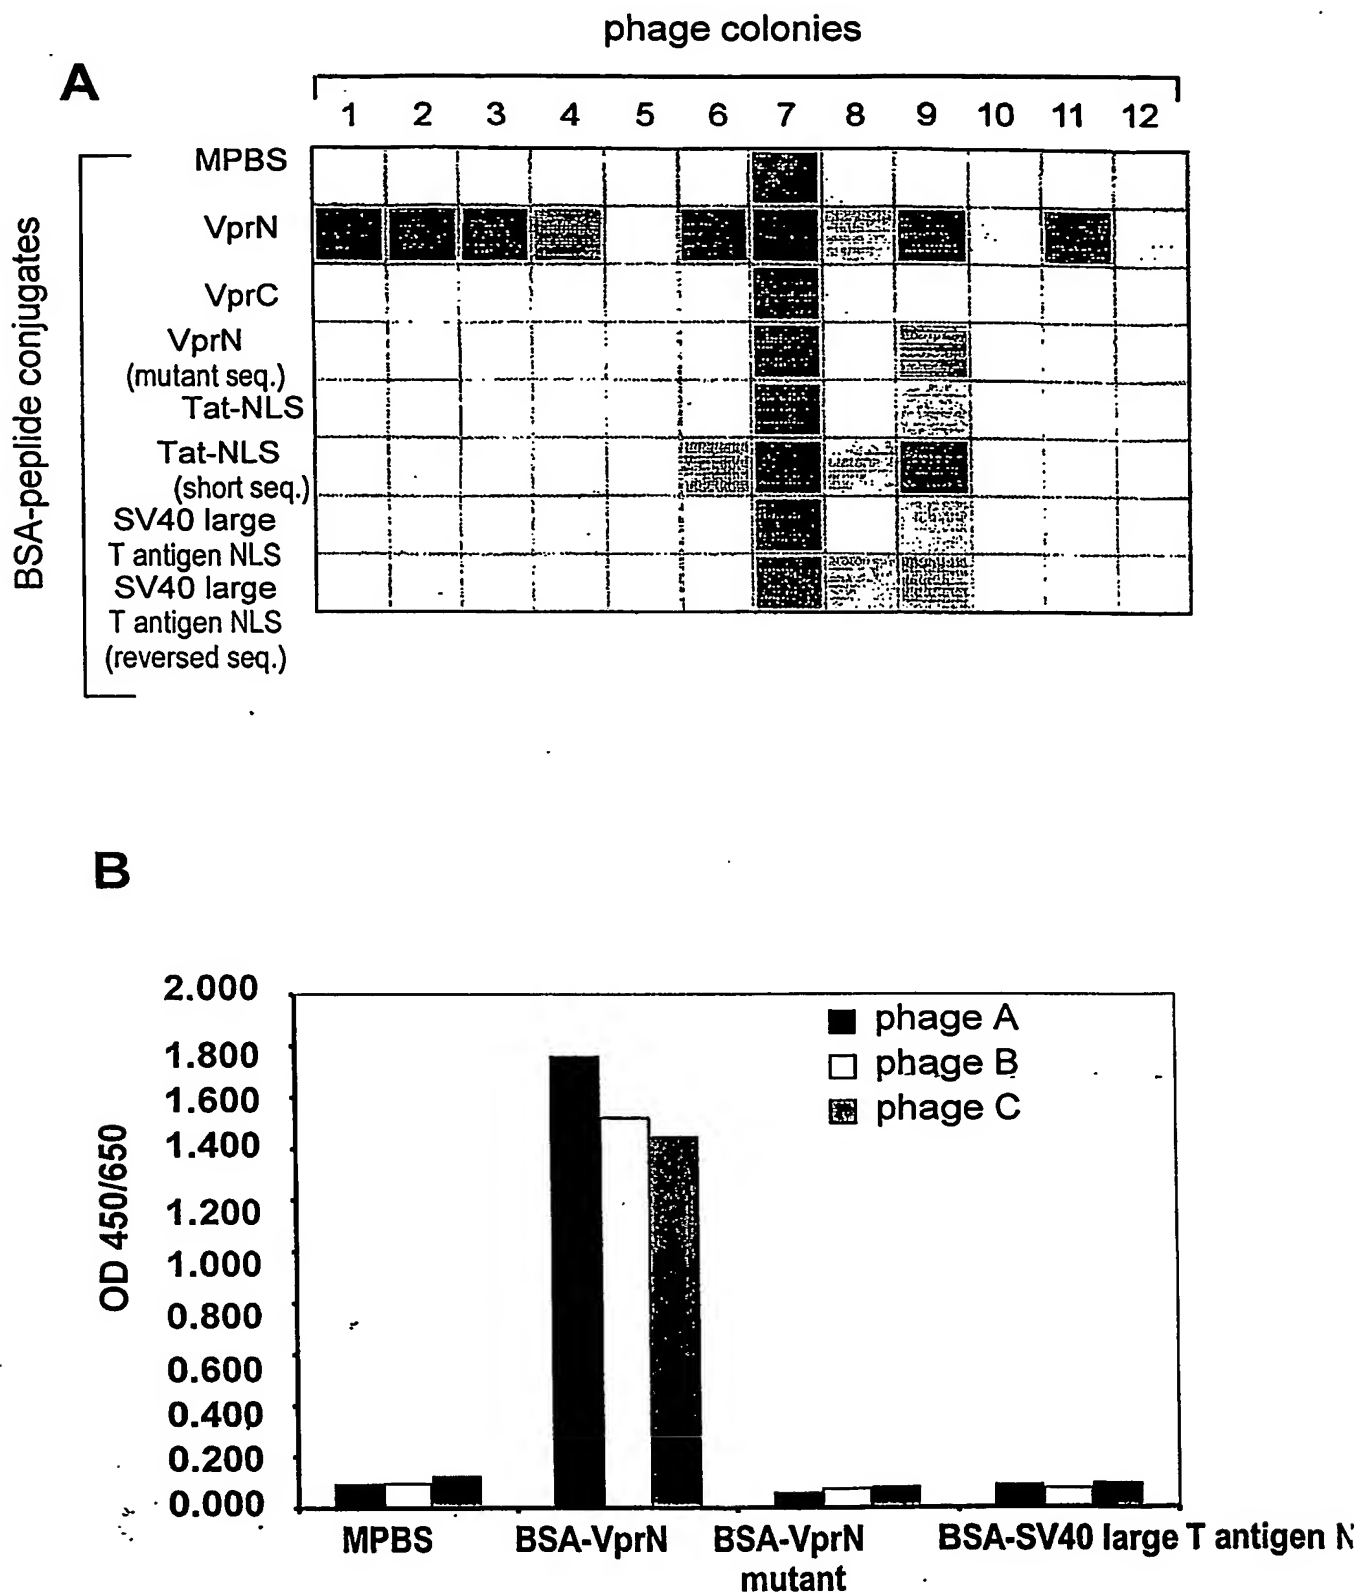 phage colonies
A
1 2 3 4 5 6 7 8 9 10 11 12
BSA-peplide conjugates
MPBS
VprN
VprC
VprN
(mutant seq.)
Tat-NLS
Tat-NLS
(short seq.)
SV40 large
T antigen NLS
SV40 large
T antigen NLS
(reversed seq.)
B
OD 450/650
2.000
1.800
1.600
1.400
1.200
1.000
0.800
0.600
0.400
0.200
0.000
phage A
phage B
phage C
MPBS BSA-VprN BSA-VprN BSA-SV40 large T antigen
mutant